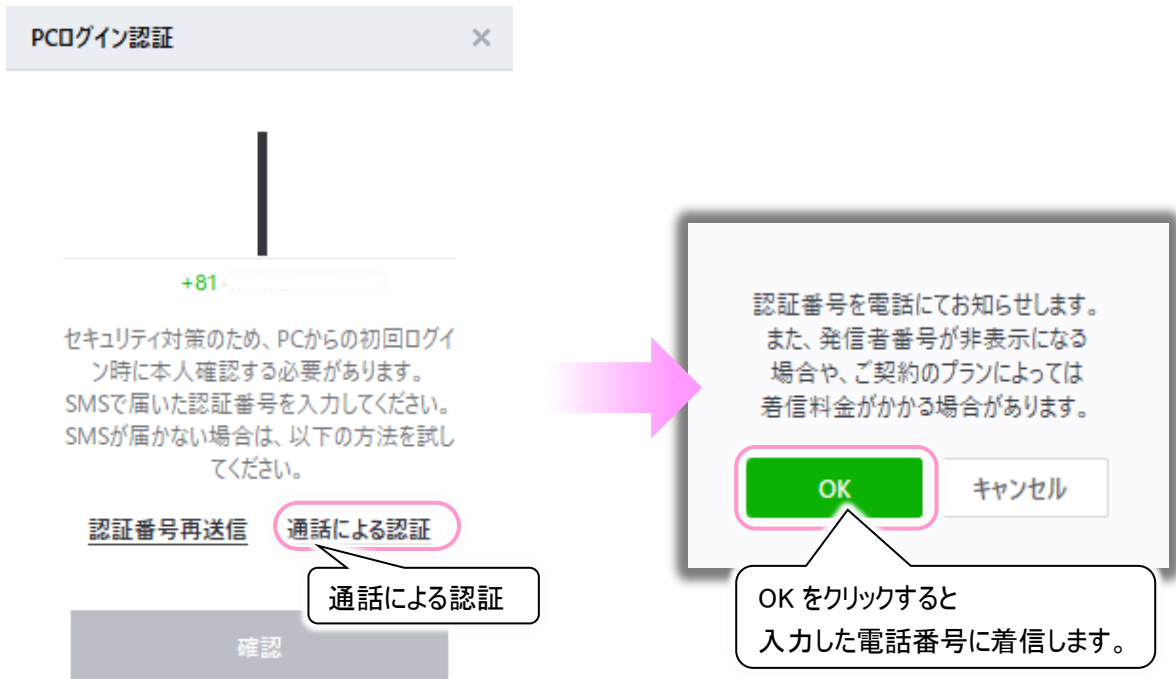 PCログイン認証
+81
セキュリティ対策のため、PCからの初回ログイ
ン時に本人確認する必要があります。
SMSで届いた認証番号を入力してください。
SMSが届かない場合は、以下の方法を試し
てください。
認証番号再送信 通話による認証
通話による認証
確認
認証番号を電話にてお知らせします。
また、発信者番号が非表示になる
場合や、ご契約のプランによっては
着信料金がかかる場合があります。
OK キャンセル
OK をクリックすると
入力した電話番号に着信します。